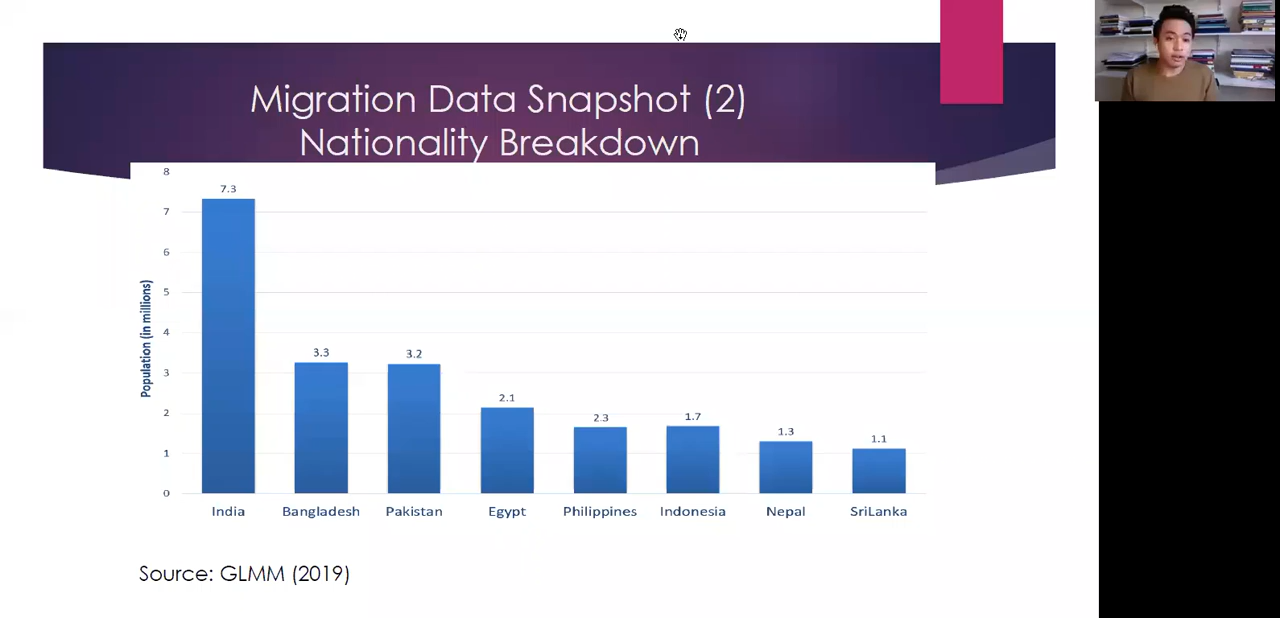 Migration Data Snapshot (2)
Nationality Breakdown
8
7
6
5
4
3
2
1
0
Population (in millions)
7.3
3.3
3.2
2.1
2.3
1.7
1.3
1.1
India
Bangladesh
Pakistan
Egypt
Philippines
Indonesia
Nepal
SriLanka
Source: GLMM (2019)